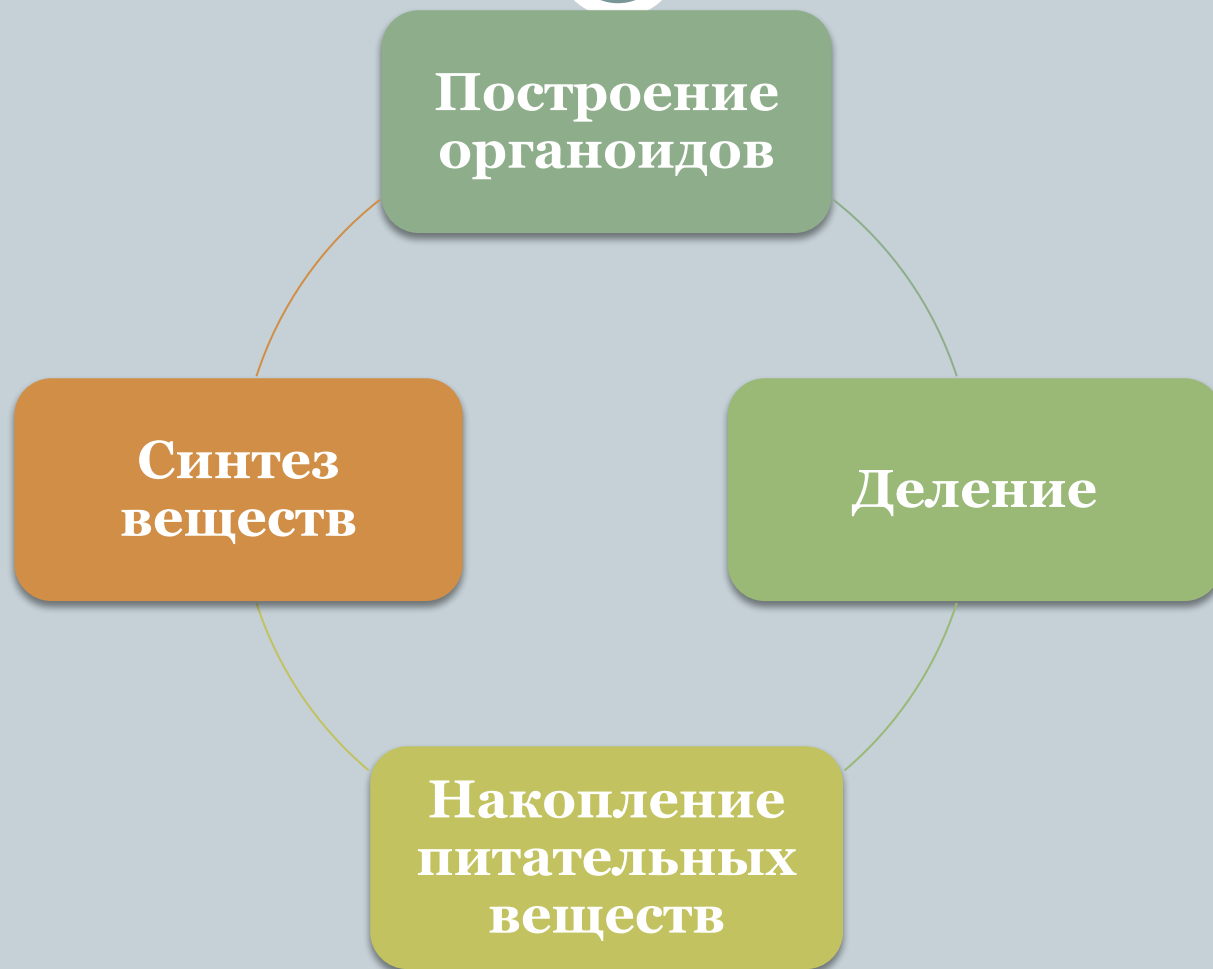 Построение
органоидов
Синтез
веществ
Деление
Накопление
питательных
веществ